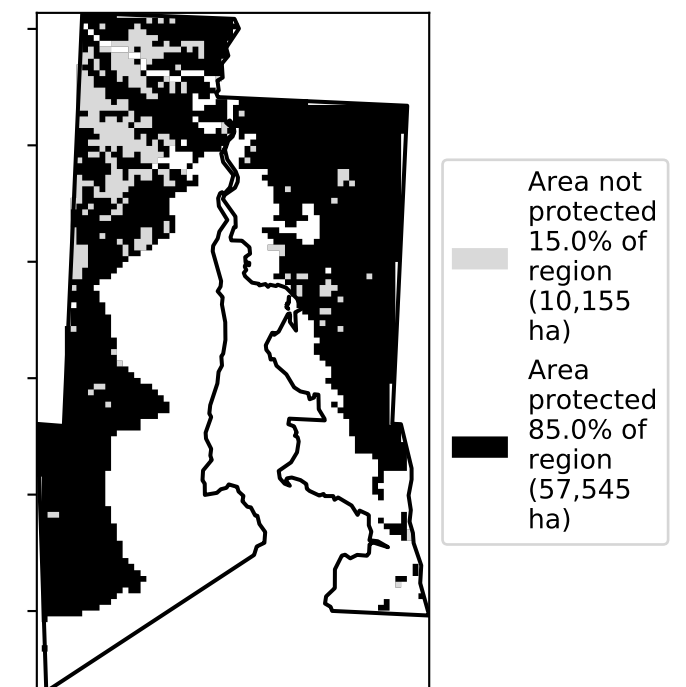 Area not
protected
15.0% of
region
(10,155
ha)
Area
protected
85.0% of
region
(57,545
ha)